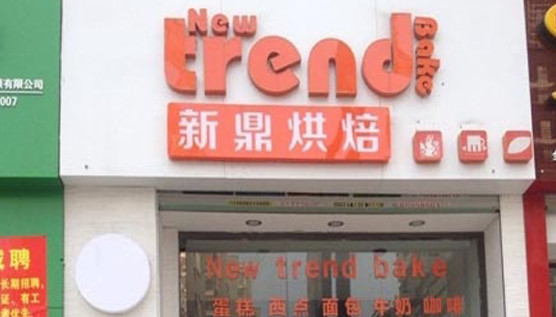 New
trend
Bake
新鼎烘焙
有限公司
007
New trend bake
蛋糕 西点 面包 牛奶 咖啡
聘
长期招聘,
证、有工